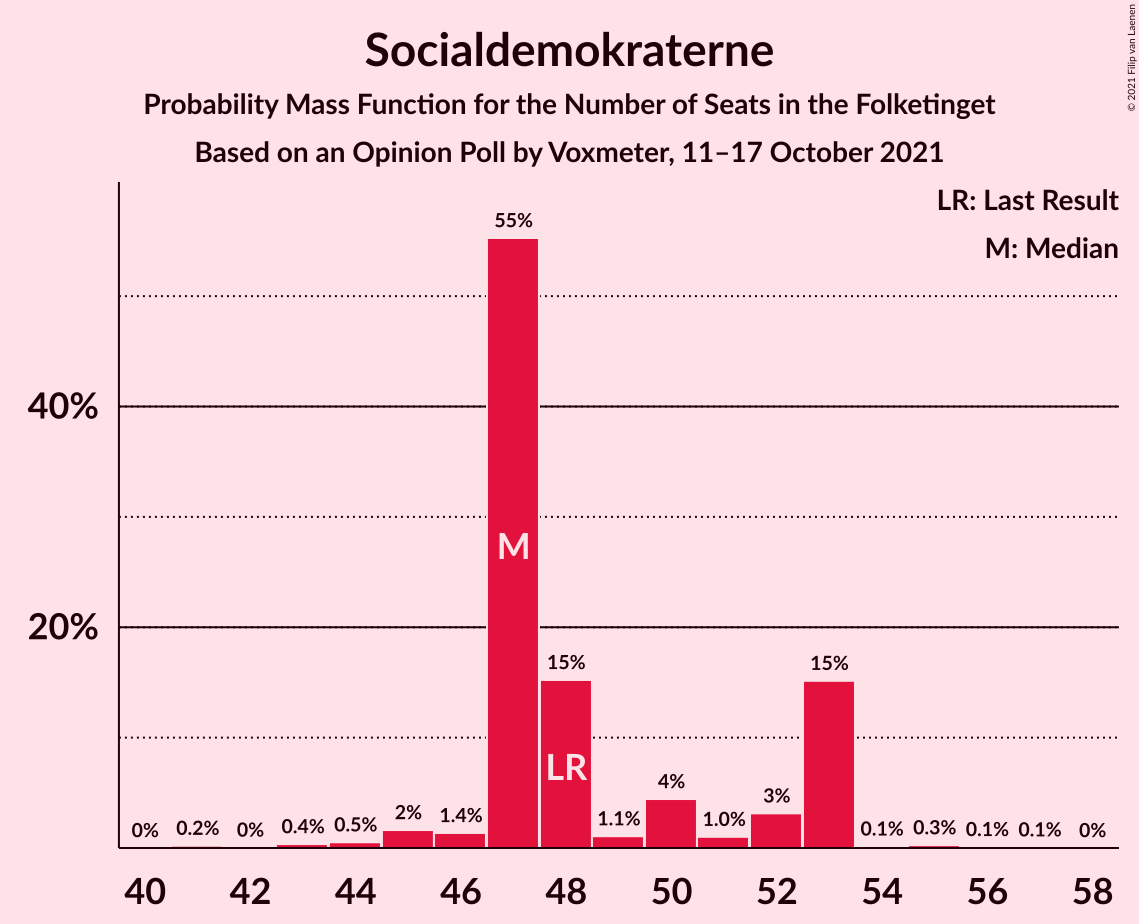 Socialdemokraterne
Probability Mass Function for the Number of Seats in the Folketinget
Based on an Opinion Poll by Voxmeter, 11–17 October 2021
© 2021 Filip van Laenen
LR: Last Result
M: Median
40%
20%
0%
0.2%
0%
0.4%
0.5%
2%
1.4%
55%
15%
1.1%
4%
1.0%
3%
15%
0.1%
0.3%
0.1%
0.1%
0%
M
LR
40 42 44 46 48 50 52 54 56 58